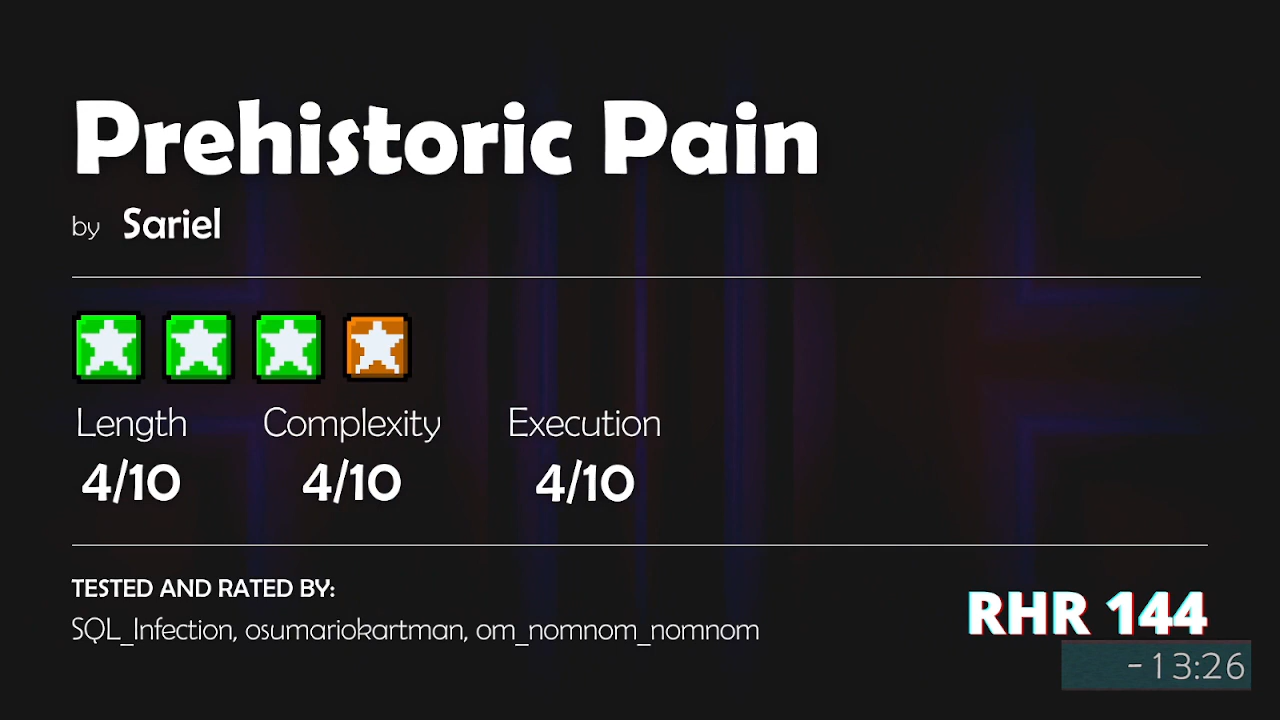 Prehistoric Pain
by Sariel
Length Complexity Execution
4/10 4/10 4/10
TESTED AND RATED BY:
SQL_Infection, osumariokartman, om_nomnom_nomnom
RHR 144
-13:26